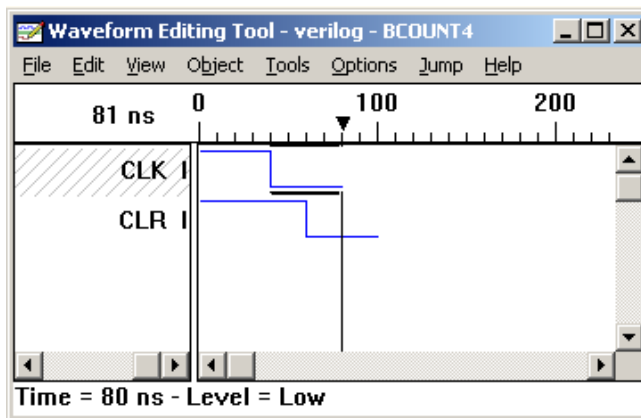 Waveform Editing Tool - verilog - BCOUNT4
File Edit View Object Tools Options Jump Help
81 ns 0 100 200
CLK I
CLR I
Time = 80 ns - Level = Low